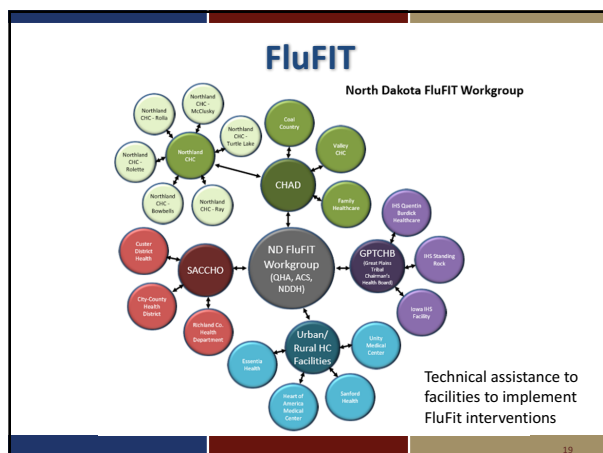 FluFIT
North Dakota FluFIT Workgroup
Northland
CHC -
McClusky
Northland
CHC - Rolla
Northland
CHC -
Turtle Lake
Northland
CHC -
Rolette
Northland
CHC
Northland
CHC -
Bowbells
Northland
CHC - Ray
Coal
Country
Valley
CHC
CHAD
Family
Healthcare
IHS Quentin
Burdick
Healthcare
Custer
District
Health
SACCHO
ND FluFIT
Workgroup
(QHA, ACS,
NDDH)
GPTCHB
(Great Plains
Tribal
Chairman's
Health Board)
IHS Standing
Rock
City-County
Health
District
Iowa IHS
Facility
Richland Co.
Health
Department
Urban/
Rural HC
Facilities
Unity
Medical
Center
Essentia
Health
Heart of
America
Medical
Center
Sanford
Health
Technical assistance to
facilities to implement
FluFit interventions
19